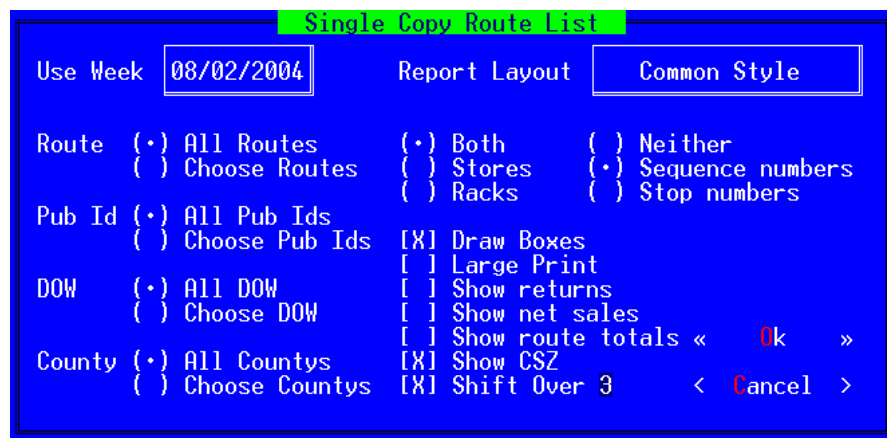 Single Copy Route List
Use Week 08/02/2004 Report Layout Common Style
Route (•) All Routes (•) Both ( ) Neither
( ) Choose Routes ( ) Stores (•) Sequence numbers
( ) Racks ( ) Stop numbers
Pub Id (•) All Pub Ids
( ) Choose Pub Ids [X] Draw Boxes
[ ] Large Print
DOW (•) All DOW [ ] Show returns
( ) Choose DOW [ ] Show net sales
[ ] Show route totals « Ok »
County (•) All Countys [X] Show CSZ
( ) Choose Countys [X] Shift Over 3 < Cancel >